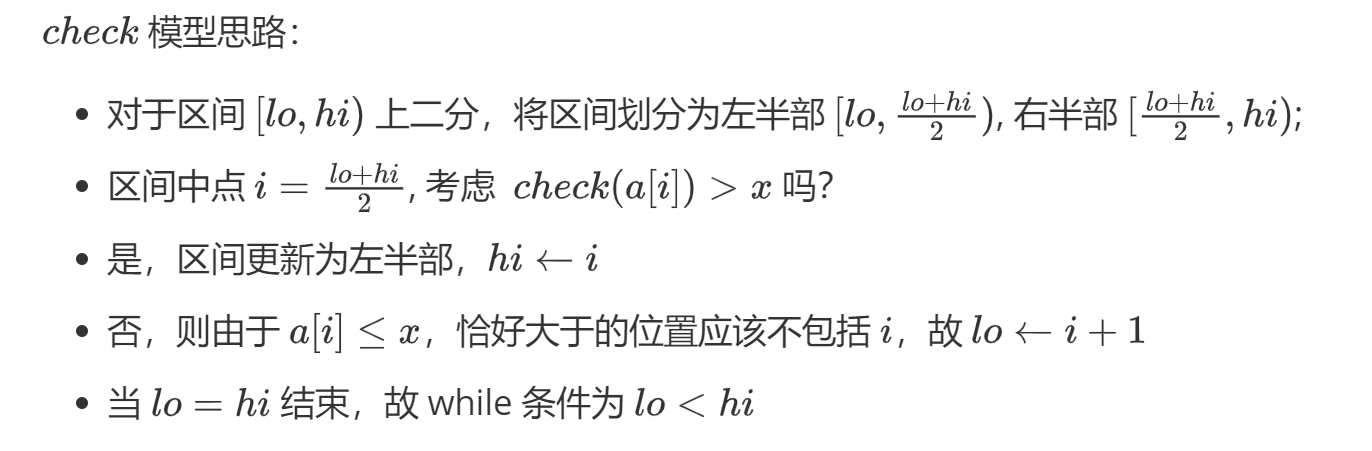 check 模型思路：
• 对于区间 [lo, hi) 上二分，将区间划分为左半部 [lo, \frac{lo+hi}{2}), 右半部 [\frac{lo+hi}{2}, hi);
• 区间中点 i = \frac{lo+hi}{2}, 考虑 check(a[i]) > x 吗？
• 是，区间更新为左半部，hi ← i
• 否，则由于 a[i] ≤ x，恰好大于的位置应该不包括 i，故 lo ← i + 1
• 当 lo = hi 结束，故 while 条件为 lo < hi